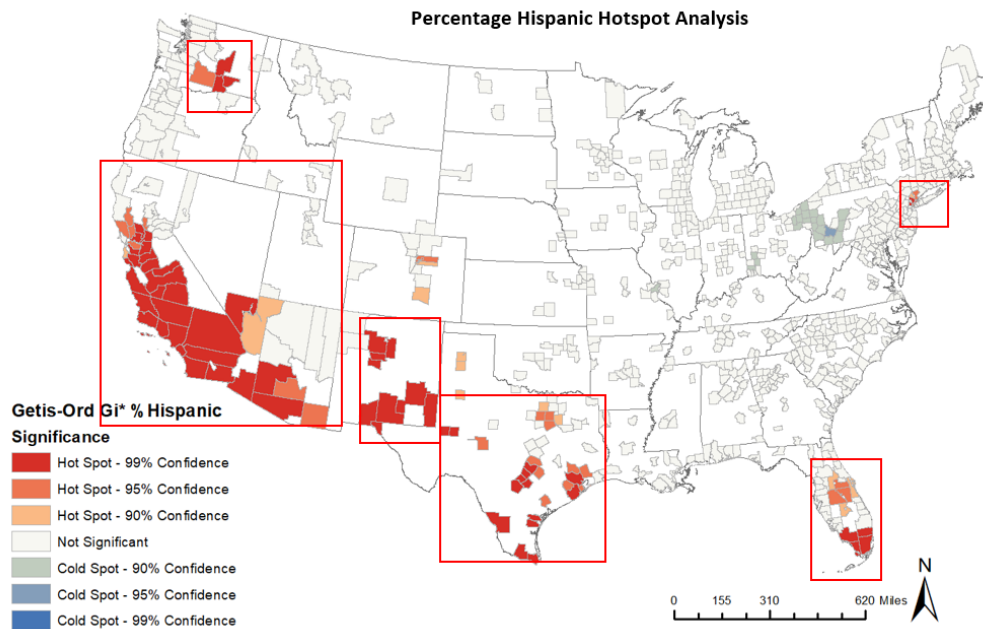 Percentage Hispanic Hotspot Analysis
Getis-Ord Gi* % Hispanic
Significance
Hot Spot - 99% Confidence
Hot Spot - 95% Confidence
Hot Spot - 90% Confidence
Not Significant
Cold Spot - 90% Confidence
Cold Spot - 95% Confidence
Cold Spot - 99% Confidence
N
0 155 310 620 Miles